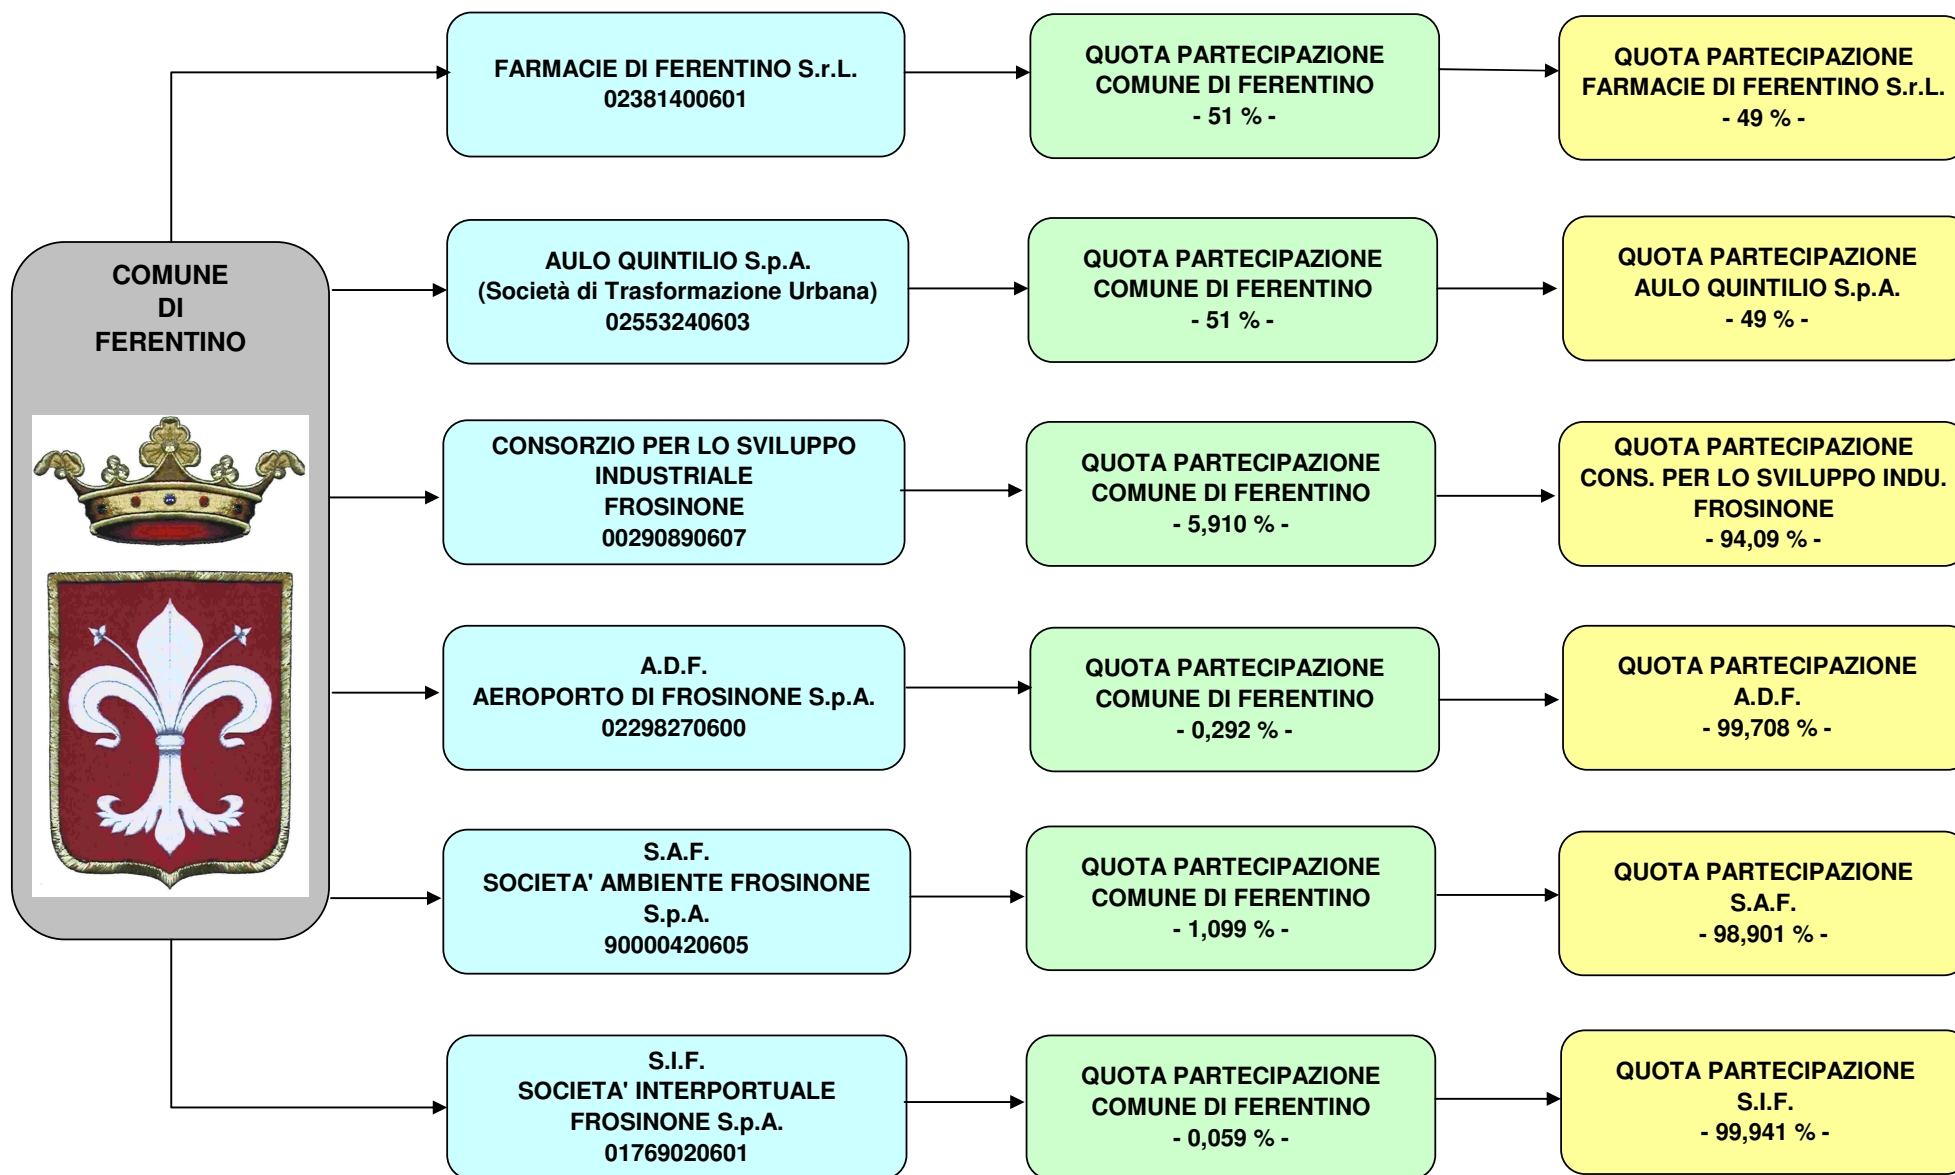 FARMACIE DI FERENTINO S.r.L.
02381400601
QUOTA PARTECIPAZIONE
COMUNE DI FERENTINO
- 51 % -
QUOTA PARTECIPAZIONE
FARMACIE DI FERENTINO S.r.L.
- 49 % -
COMUNE
DI
FERENTINO
AULO QUINTILIO S.p.A.
(Società di Trasformazione Urbana)
02553240603
QUOTA PARTECIPAZIONE
COMUNE DI FERENTINO
- 51 % -
QUOTA PARTECIPAZIONE
AULO QUINTILIO S.p.A.
- 49 % -
CONSORZIO PER LO SVILUPPO
INDUSTRIALE
FROSINONE
00290890607
QUOTA PARTECIPAZIONE
COMUNE DI FERENTINO
- 5,910 % -
QUOTA PARTECIPAZIONE
CONS. PER LO SVILUPPO INDU.
FROSINONE
- 94,09 % -
A.D.F.
AEROPORTO DI FROSINONE S.p.A.
02298270600
QUOTA PARTECIPAZIONE
COMUNE DI FERENTINO
- 0,292 % -
QUOTA PARTECIPAZIONE
A.D.F.
- 99,708 % -
S.A.F.
SOCIETA' AMBIENTE FROSINONE
S.p.A.
90000420605
QUOTA PARTECIPAZIONE
COMUNE DI FERENTINO
- 1,099 % -
QUOTA PARTECIPAZIONE
S.A.F.
- 98,901 % -
S.I.F.
SOCIETA' INTERPORTUALE
FROSINONE S.p.A.
01769020601
QUOTA PARTECIPAZIONE
COMUNE DI FERENTINO
- 0,059 % -
QUOTA PARTECIPAZIONE
S.I.F.
- 99,941 % -